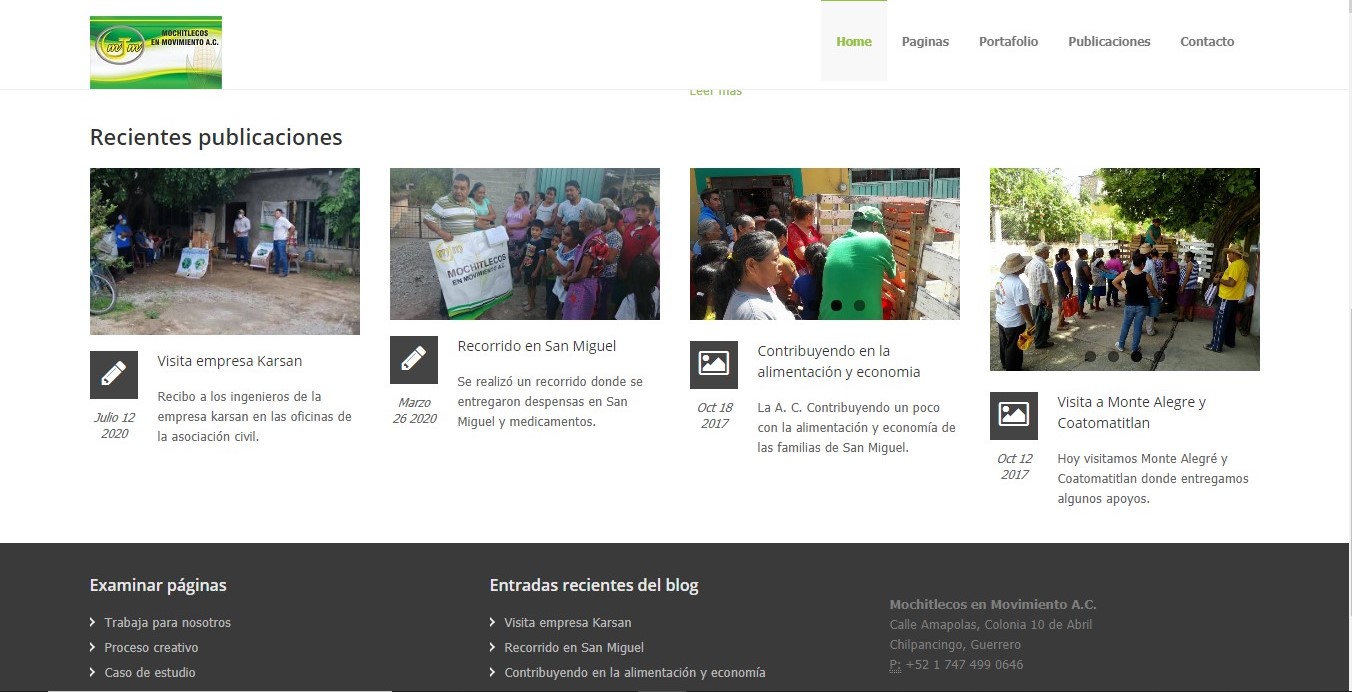 MOCHITLECOS
EN MOVIMIENTO A.C.
mTm
Home
Paginas
Portafolio
Publicaciones
Contacto
Leer más
Recientes publicaciones
mTm
MOCHITLECOS
EN MOVIMIENTO A.C.
Visita empresa Karsan
Julio 12
2020
Recibo a los ingenieros de la
empresa karsan en las oficinas de
la asociación civil.
Recorrido en San Miguel
Marzo
26 2020
Se realizó un recorrido donde se
entregaron despensas en San
Miguel y medicamentos.
Contribuyendo en la
alimentación y economia
Oct 18
2017
La A. C. Contribuyendo un poco
con la alimentación y economía de
las familias de San Miguel.
Visita a Monte Alegre y
Coatomatitlan
Oct 12
2017
Hoy visitamos Monte Alegré y
Coatomatitlan donde entregamos
algunos apoyos.
Examinar páginas
Trabaja para nosotros
Proceso creativo
Caso de estudio
Entradas recientes del blog
Visita empresa Karsan
Recorrido en San Miguel
Contribuyendo en la alimentación y economía
Mochitlecos en Movimiento A.C.
Calle Amapolas, Colonia 10 de Abril
Chilpancingo, Guerrero
P: +52 1 747 499 0646